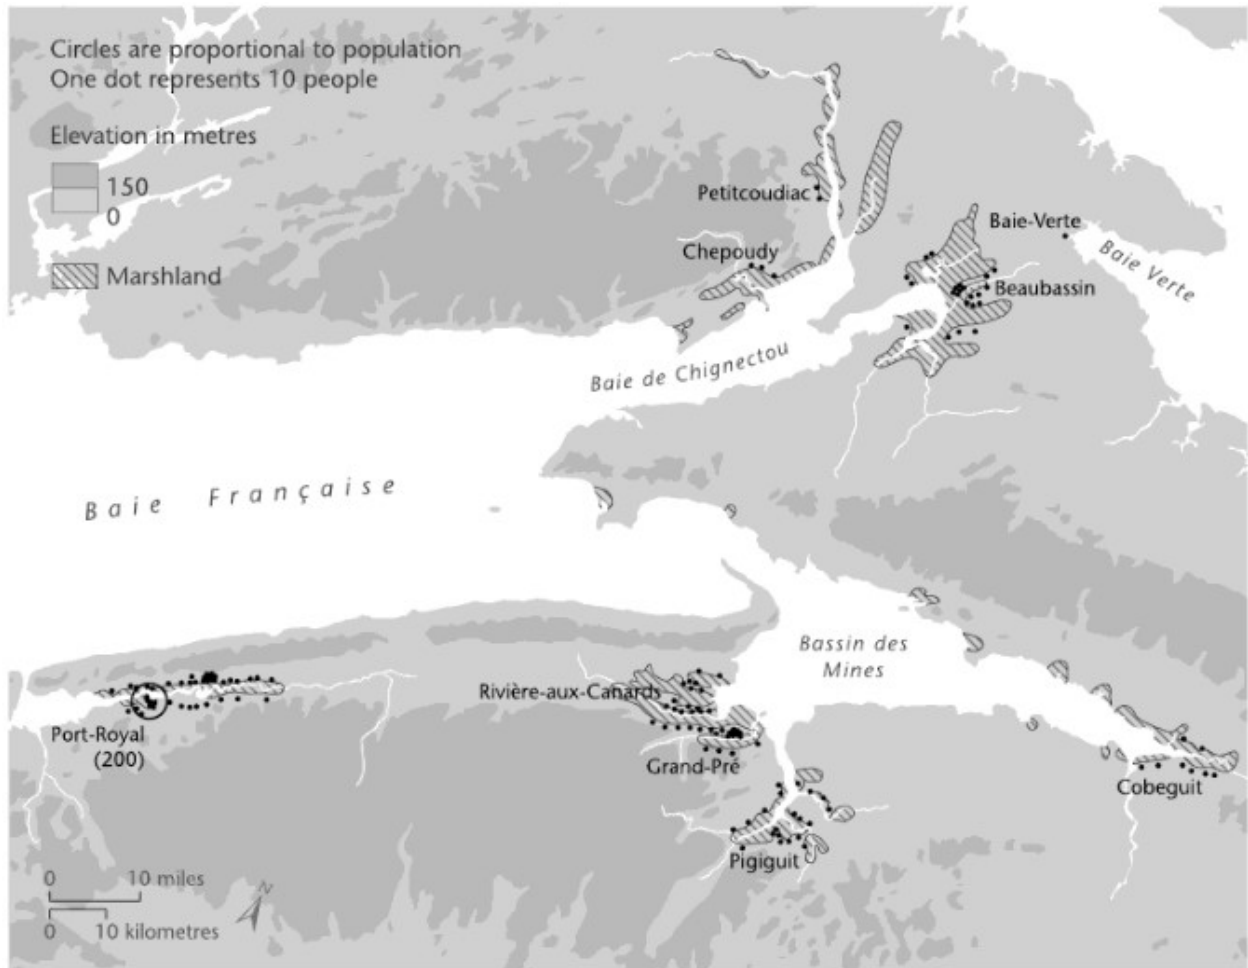 Circles are proportional to population
One dot represents 10 people
Elevation in metres
150
0
Marshland
Petitcoudiac
Chepoudy
Baie-Verte
Baie Verte
Beaubassin
Baie de Chignectou
Baie Française
Bassin des
Mines
Rivière-aux-Canards
Port-Royal
(200)
Grand-Pré
Cobeguit
Pigiguit
0 10 miles
0 10 kilometres
N